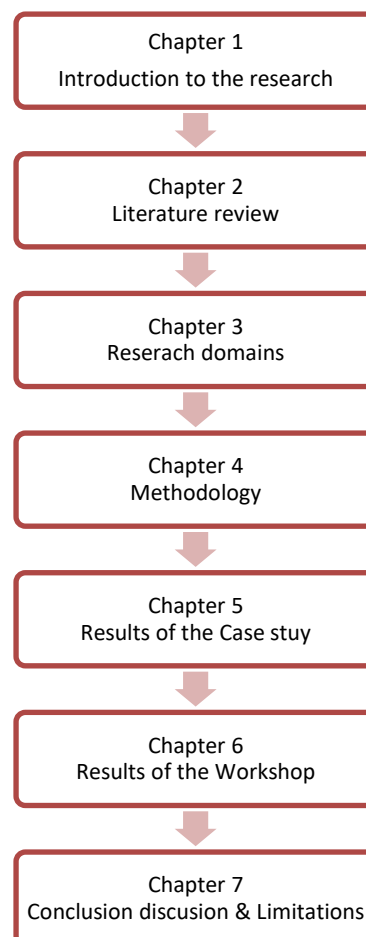 Chapter 1
Introduction to the research
Chapter 2
Literature review
Chapter 3
Reserach domains
Chapter 4
Methodology
Chapter 5
Results of the Case stuy
Chapter 6
Results of the Workshop
Chapter 7
Conclusion discusion & Limitations